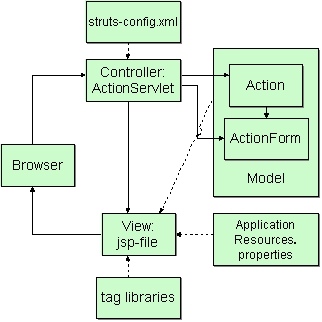 struts-config.xml
Controller:
ActionServlet
Action
ActionForm
Model
Browser
View:
jsp-file
Application
Resources.
properties
tag libraries